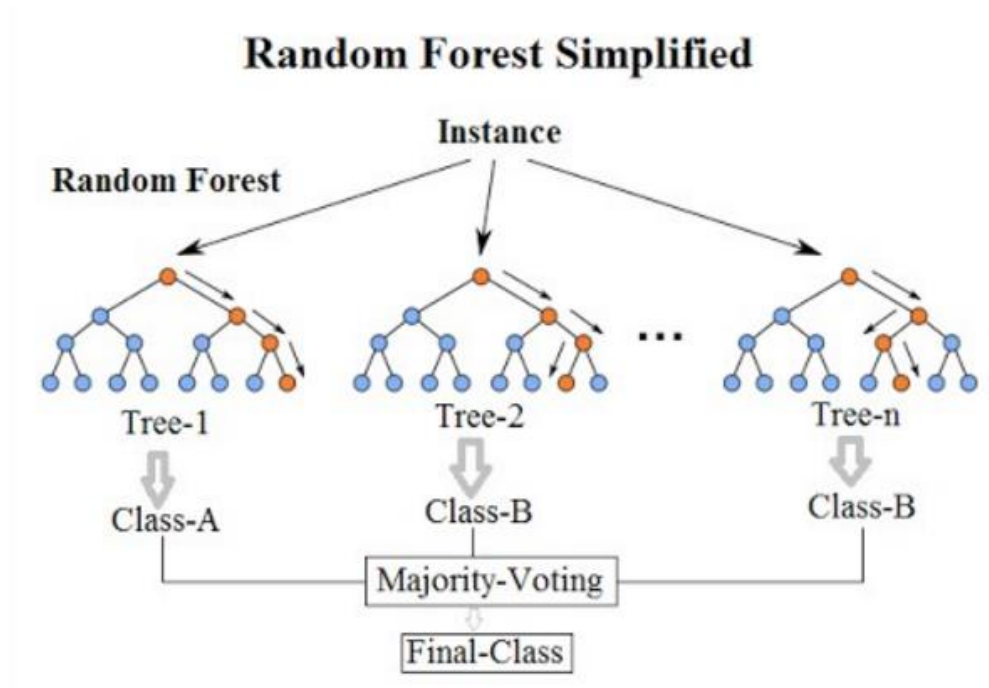 Random Forest Simplified
Instance
Random Forest
...
Tree-1
Tree-2
Tree-n
Class-A
Class-B
Class-B
Majority-Voting
Final-Class